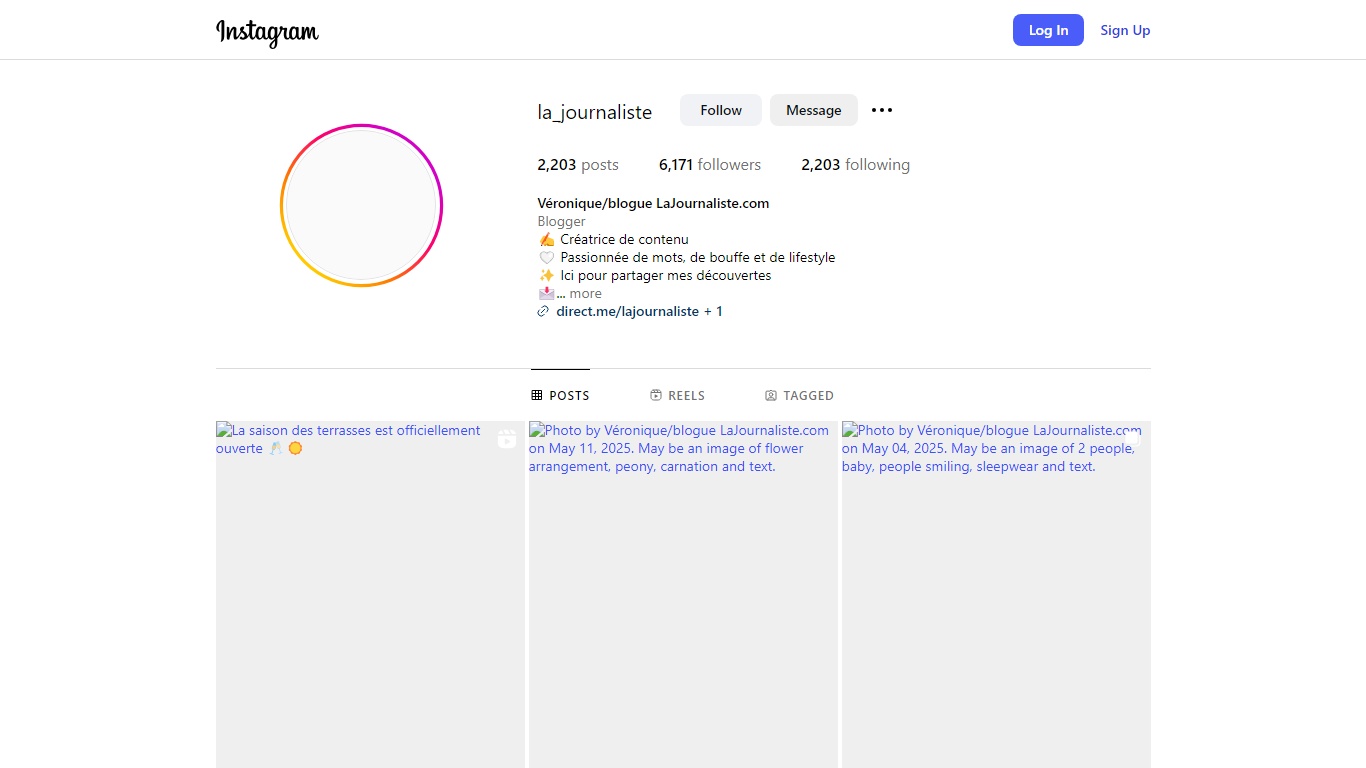 Instagram
Log In
Sign Up
la_journaliste
Follow
Message
2,203 posts
6,171 followers
2,203 following
Véronique/blogue LaJournaliste.com
Blogger
✍️ Créatrice de contenu
🤍 Passionnée de mots, de bouffe et de lifestyle
✨ Ici pour partager mes découvertes
💌... more
direct.me/lajournaliste + 1
POSTS
REELS
TAGGED
La saison des terrasses est officiellement
ouverte 🥂 ☀️
Photo by Véronique/blogue LaJournaliste.com
on May 11, 2025. May be an image of flower
arrangement, peony, carnation and text.
Photo by Véronique/blogue LaJournaliste.com
on May 04, 2025. May be an image of 2 people,
baby, people smiling, sleepwear and text.